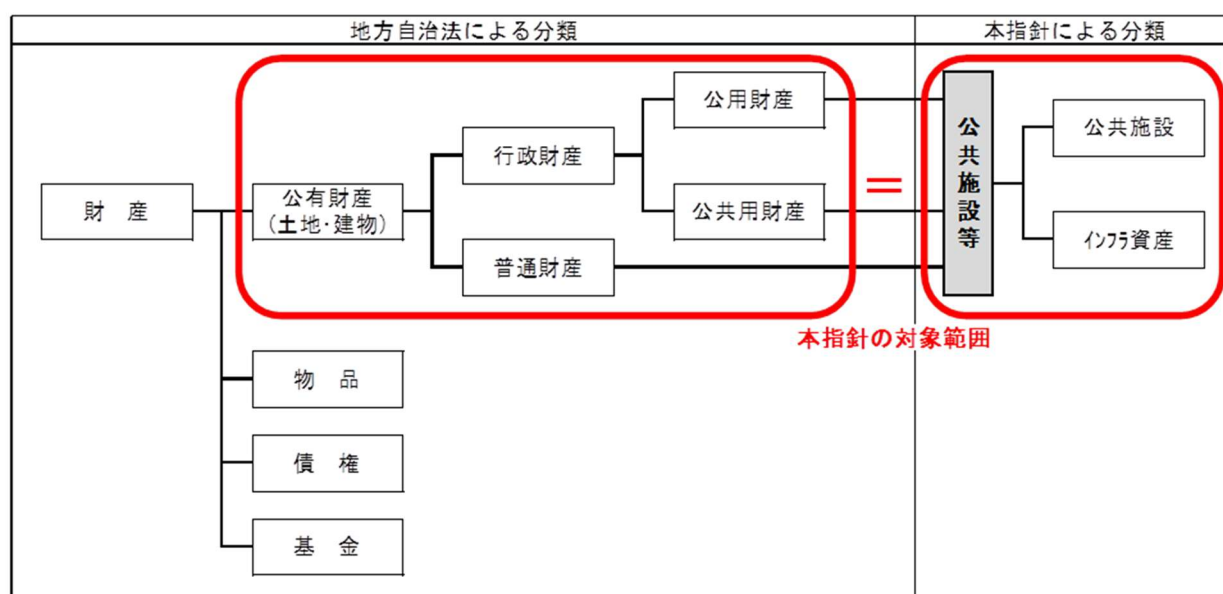 地方自治法による分類
本指針による分類
公用財産
公共施設
行政財産
公共施設等
財　産
公有財産
(土地・建物)
＝
公共用財産
インフラ資産
普通財産
本指針の対象範囲
物　品
債　権
基　金